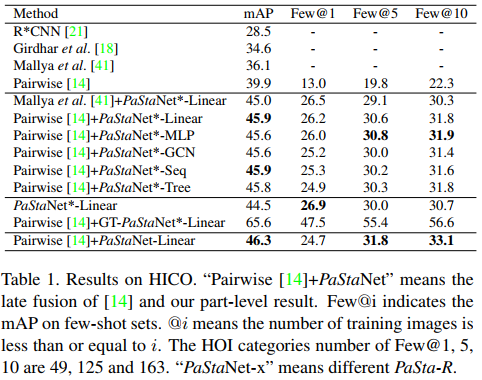 Method mAP Few@1 Few@5 Few@10
R*CNN [21] 28.5 - - -
Girdhar et al. [18] 34.6 - - -
Mallya et al. [41] 36.1 - - -
Pairwise [14] 39.9 13.0 19.8 22.3
Mallya et al. [41]+PaStaNet*-Linear 45.0 26.5 29.1 30.3
Pairwise [14]+PaStaNet*-Linear 45.9 26.2 30.6 31.8
Pairwise [14]+PaStaNet*-MLP 45.6 26.0 30.8 31.9
Pairwise [14]+PaStaNet*-GCN 45.6 25.2 30.0 31.4
Pairwise [14]+PaStaNet*-Seq 45.9 25.3 30.2 31.6
Pairwise [14]+PaStaNet*-Tree 45.8 24.9 30.3 31.8
PaStaNet*-Linear 44.5 26.9 30.0 30.7
Pairwise [14]+GT-PaStaNet*-Linear 65.6 47.5 55.4 56.6
Pairwise [14]+PaStaNet-Linear 46.3 24.7 31.8 33.1
Table 1. Results on HICO. “Pairwise [14]+PaStaNet” means the
late fusion of [14] and our part-level result. Few@i indicates the
mAP on few-shot sets. @i means the number of training images is
less than or equal to i. The HOI categories number of Few@1, 5,
10 are 49, 125 and 163. “PaStaNet-x” means different PaSta-R.